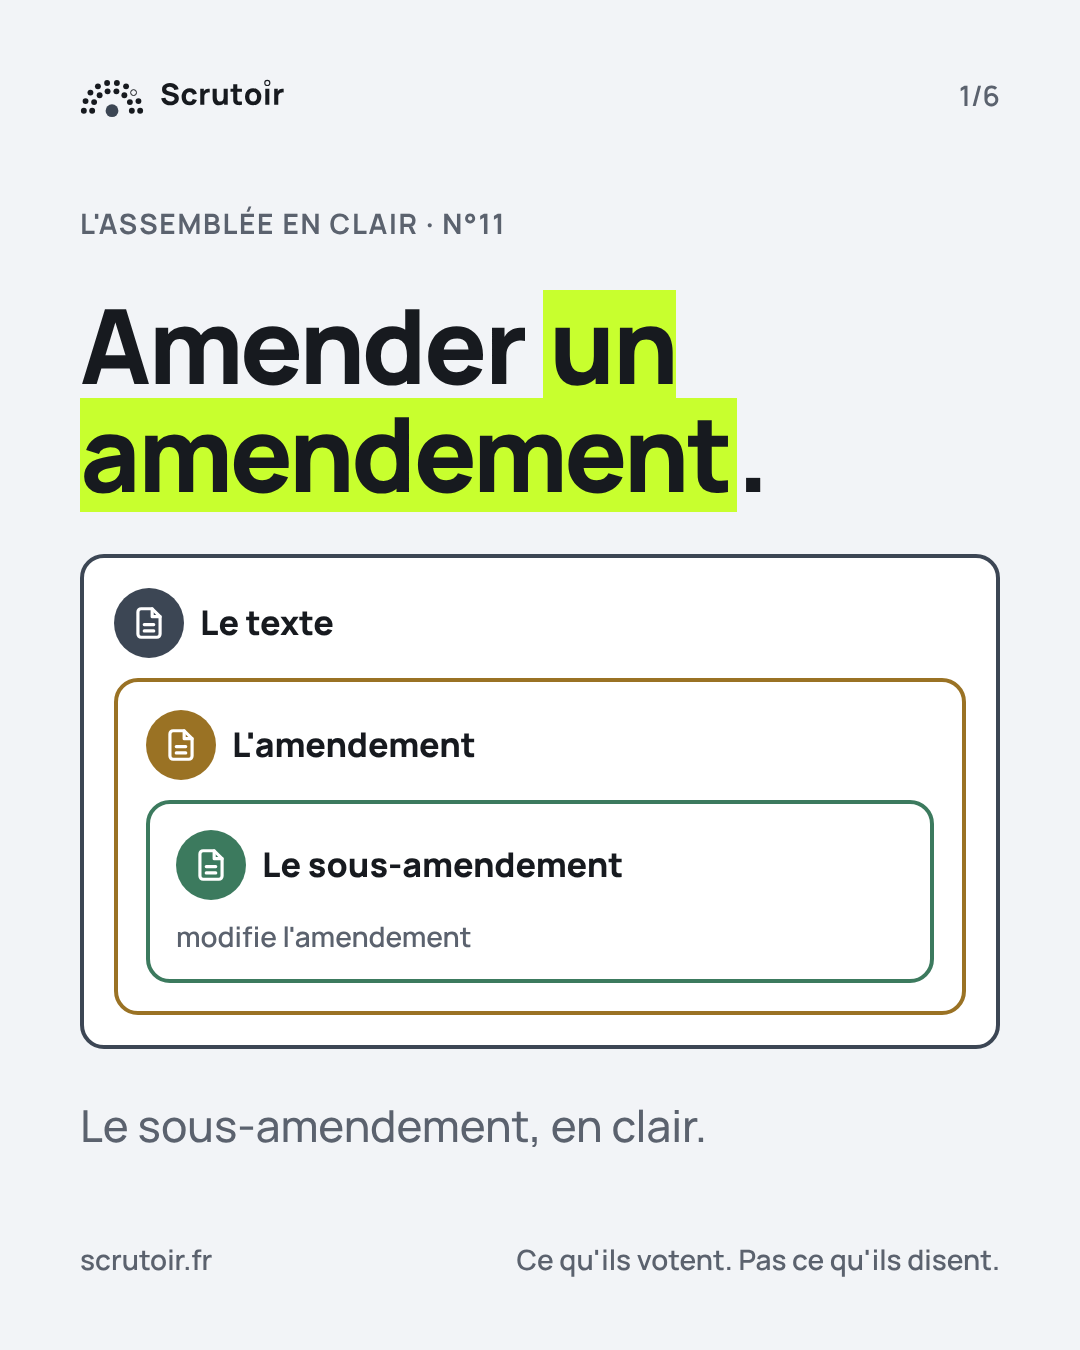 Scrutoir
1/6
L'ASSEMBLÉE EN CLAIR · N°11
Amender un
amendement.
Le texte
L'amendement
Le sous-amendement
modifie l'amendement
Le sous-amendement, en clair.
scrutoir.fr
Ce qu'ils votent. Pas ce qu'ils disent.